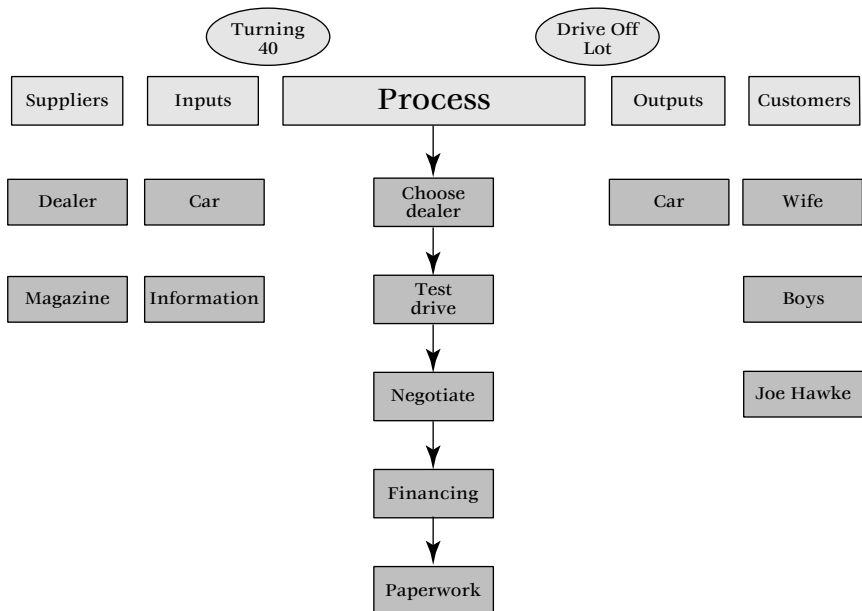 Turning
40
Drive Off
Lot
Suppliers
Inputs
Process
Outputs
Customers
Dealer
Car
Choose
dealer
Car
Wife
Magazine
Information
Test
drive
Boys
Negotiate
Joe Hawke
Financing
Paperwork